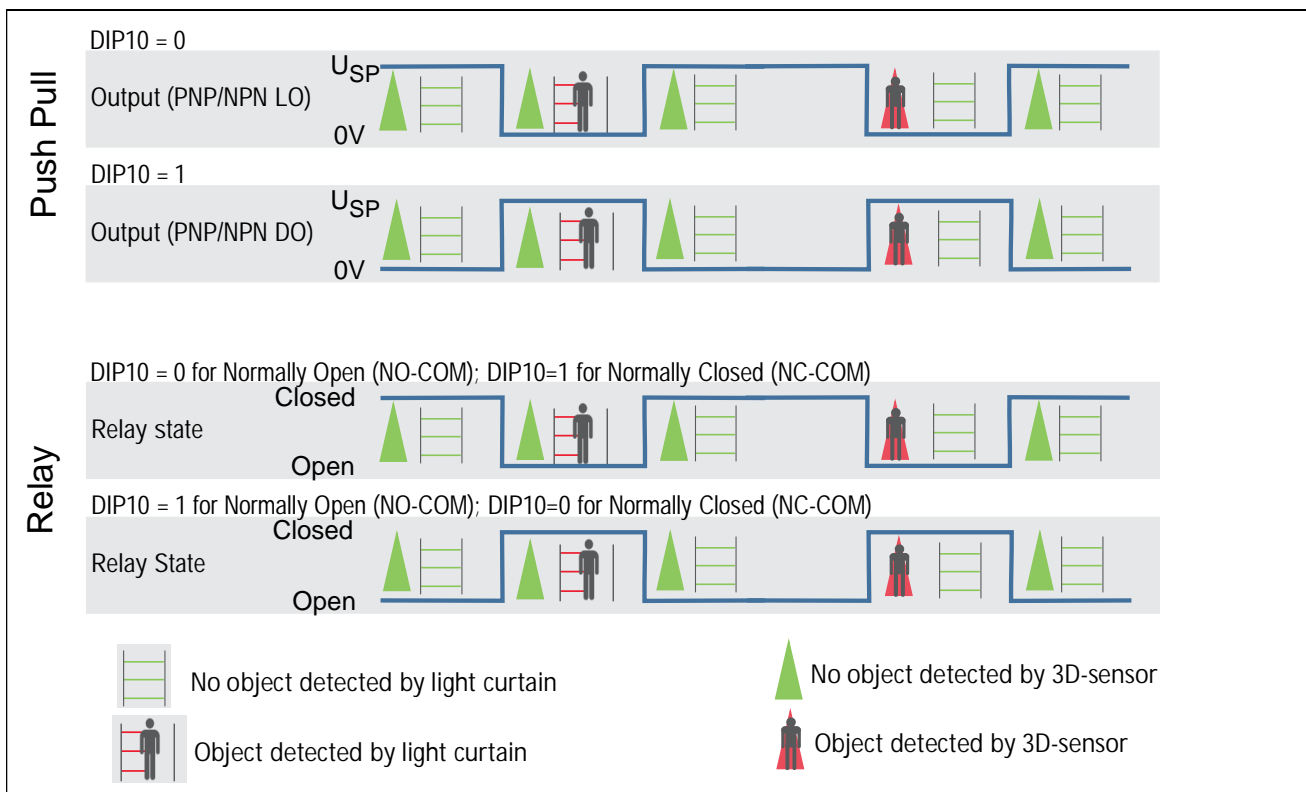 Push Pull
DIP10 = 0
USP
Output (PNP/NPN LO)
0V
DIP10 = 1
USP
Output (PNP/NPN DO)
0V
Relay
DIP10 = 0 for Normally Open (NO-COM); DIP10=1 for Normally Closed (NC-COM)
Closed
Relay state
Open
DIP10 = 1 for Normally Open (NO-COM); DIP10=0 for Normally Closed (NC-COM)
Closed
Relay State
Open
No object detected by light curtain
No object detected by 3D-sensor
Object detected by light curtain
Object detected by 3D-sensor